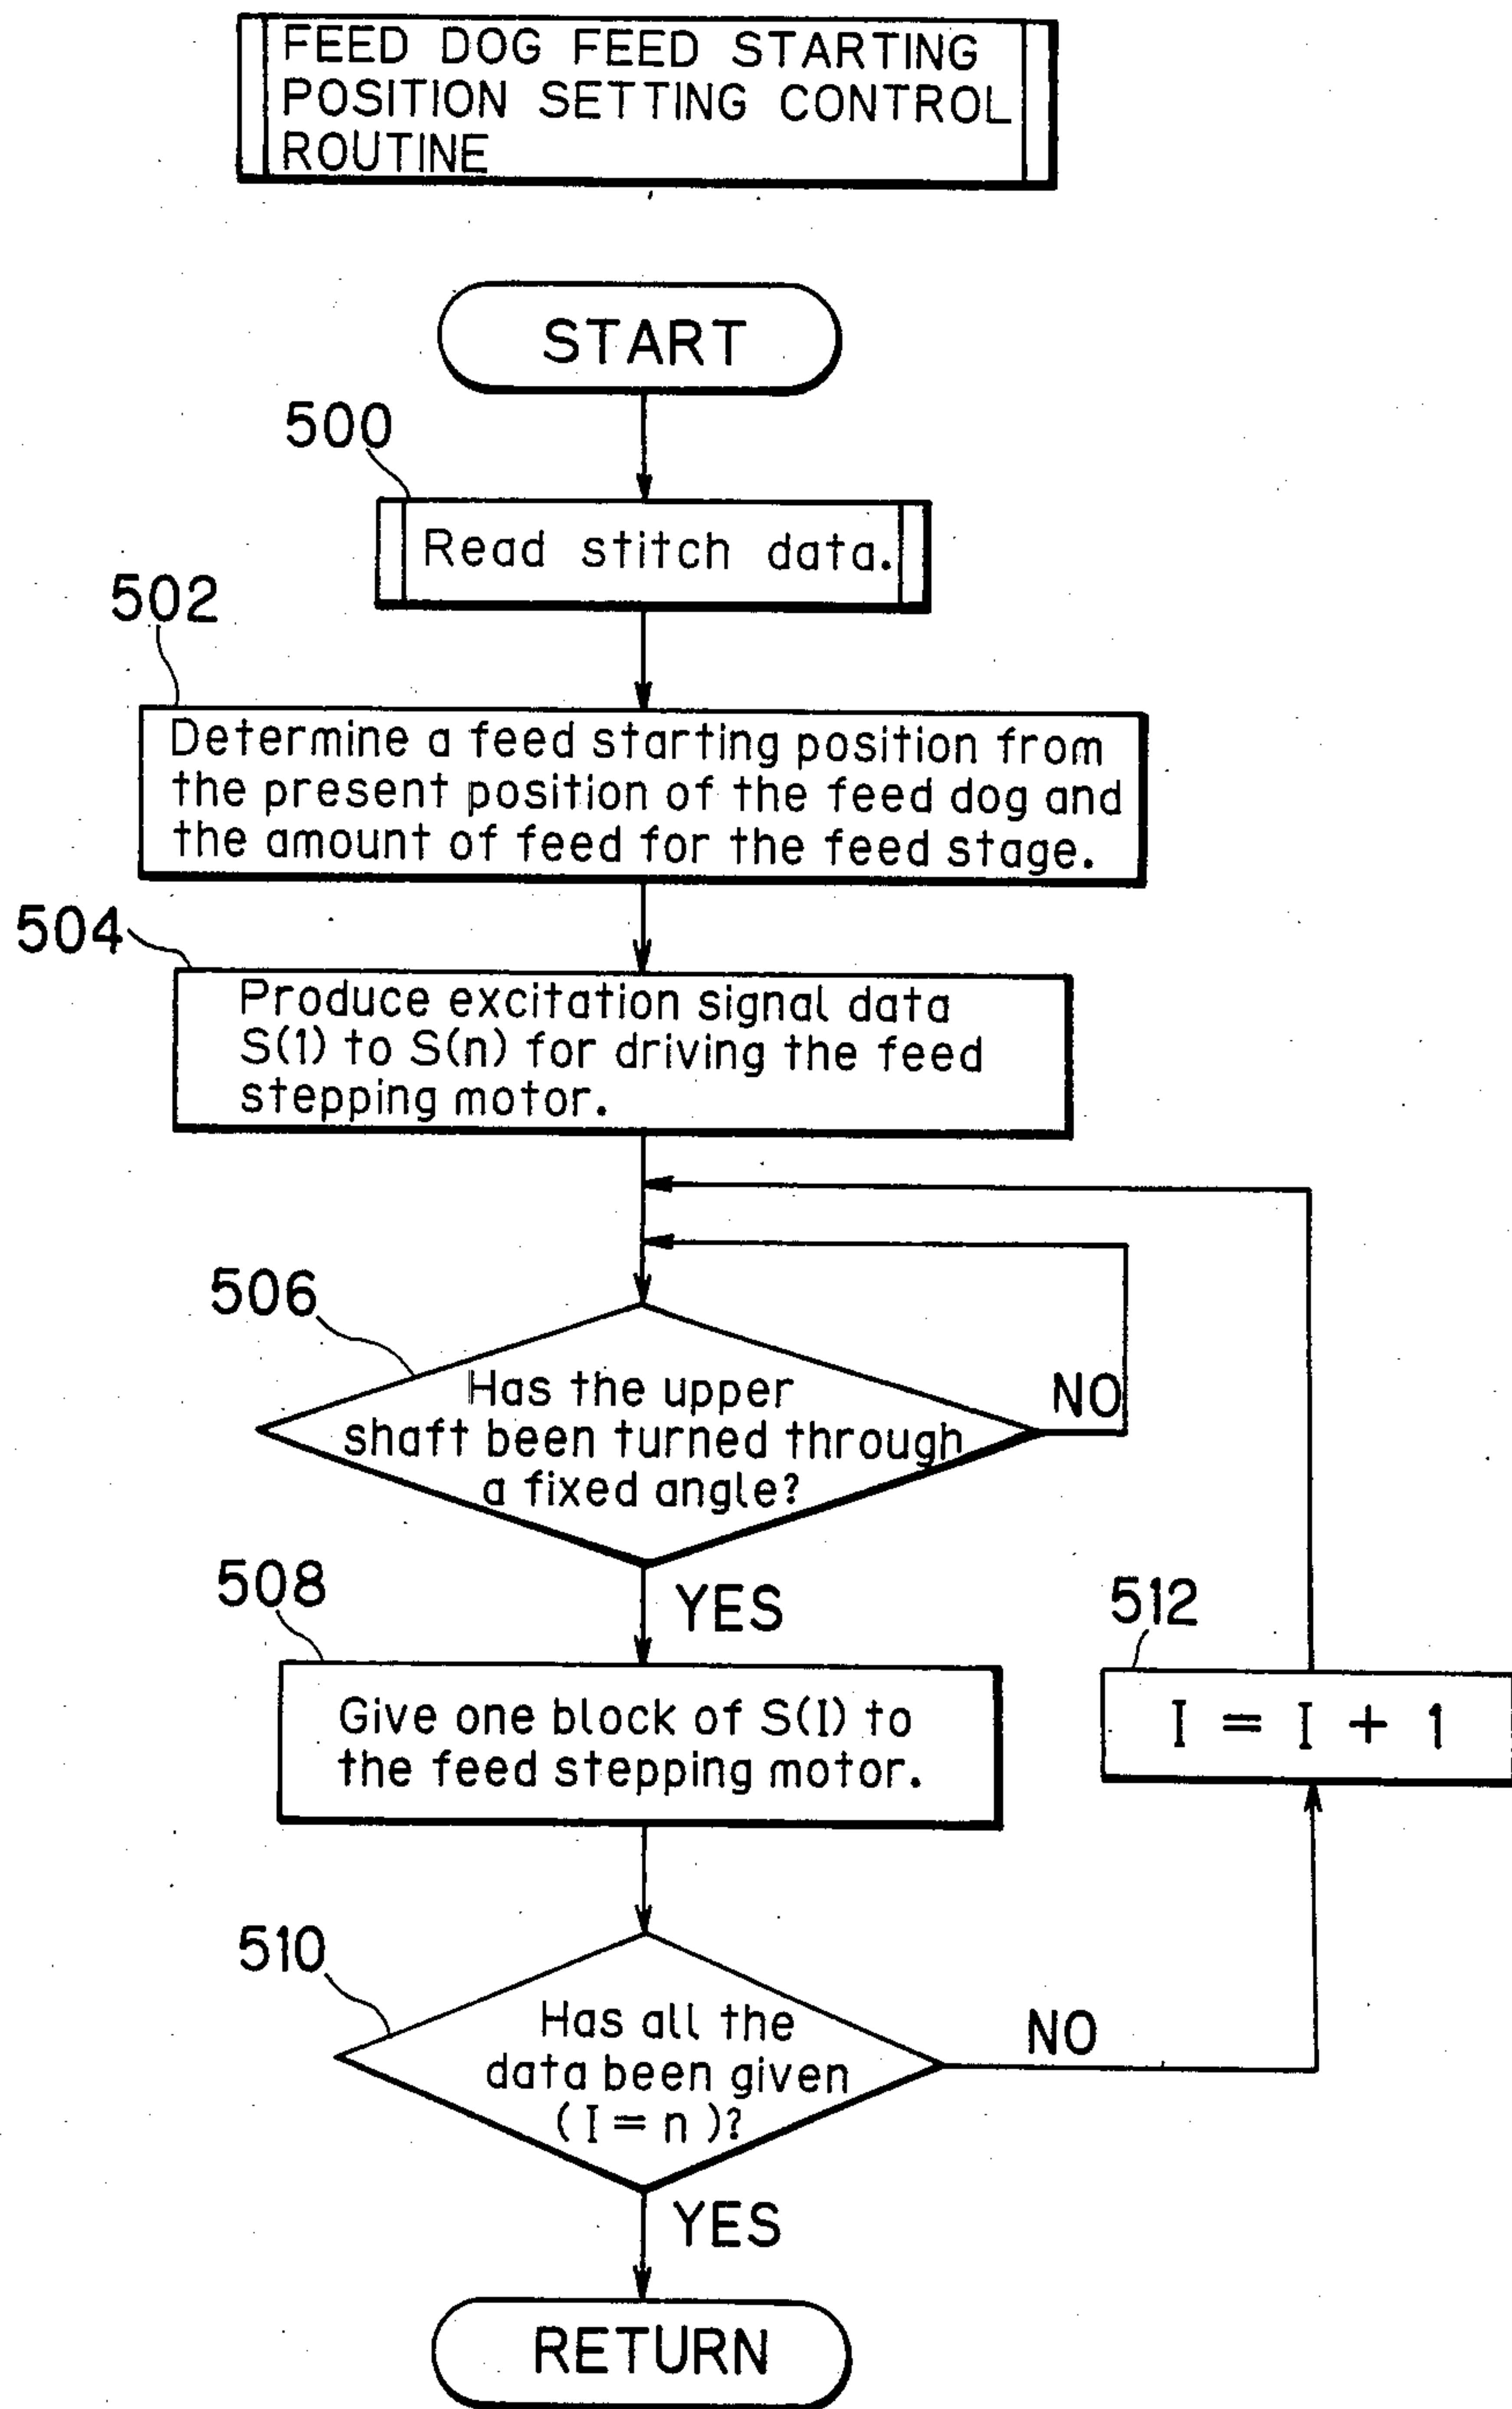 FEED DOG FEED STARTING
POSITION SETTING CONTROL
ROUTINE
START
500
Read stitch data.
502
Determine a feed starting position from
the present position of the feed dog and
the amount of feed for the feed stage.
504
Produce excitation signal data
S(1) to S(n) for driving the feed
stepping motor.
506
Has the upper
shaft been turned through
a fixed angle?
NO
YES
508
Give one block of S(I) to
the feed stepping motor.
512
I = I + 1
510
Has all the
data been given
(I = n)?
NO
YES
RETURN